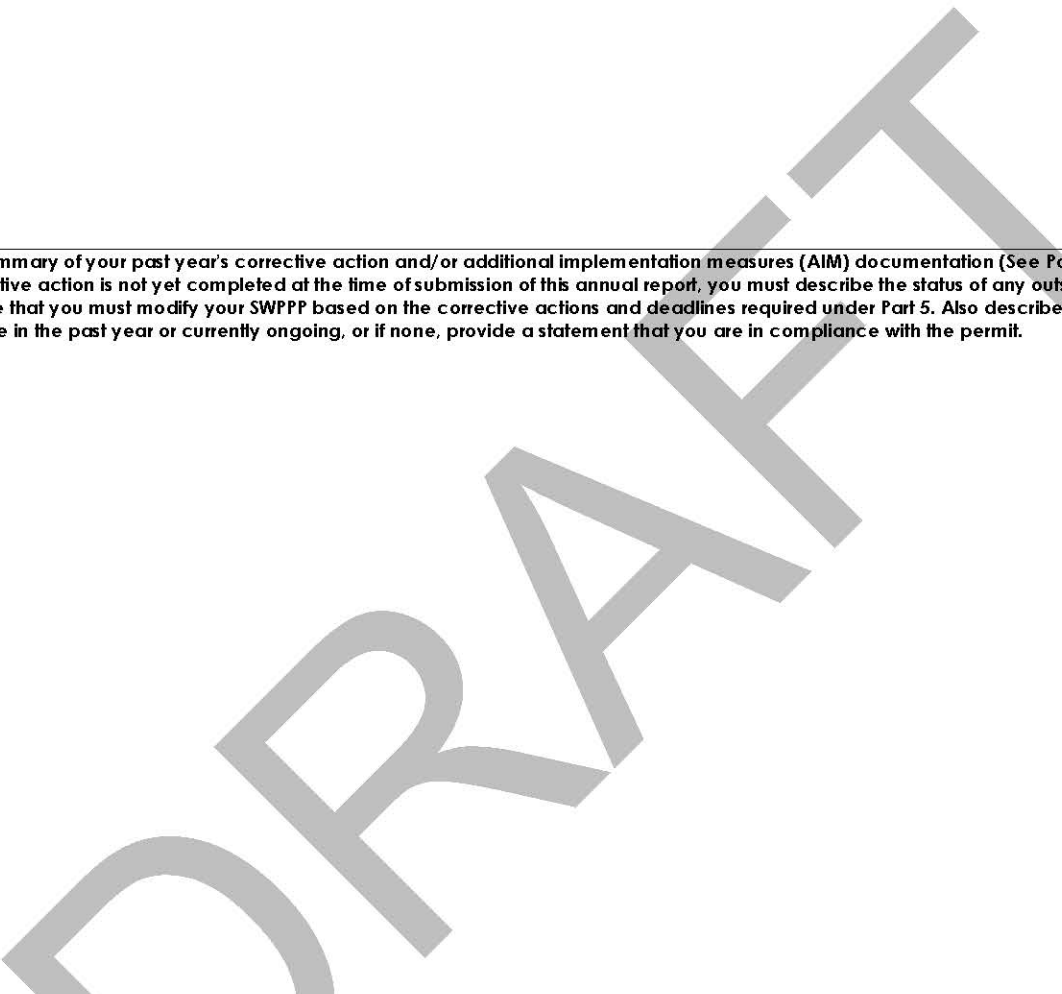 mmary of your past year's corrective action and/or additional implementation measures (AIM) documentation (See Pa
tive action is not yet completed at the time of submission of this annual report, you must describe the status of any outs
e that you must modify your SWPPP based on the corrective actions and deadlines required under Part 5. Also describe
e in the past year or currently ongoing, or if none, provide a statement that you are in compliance with the permit.
DRAFT